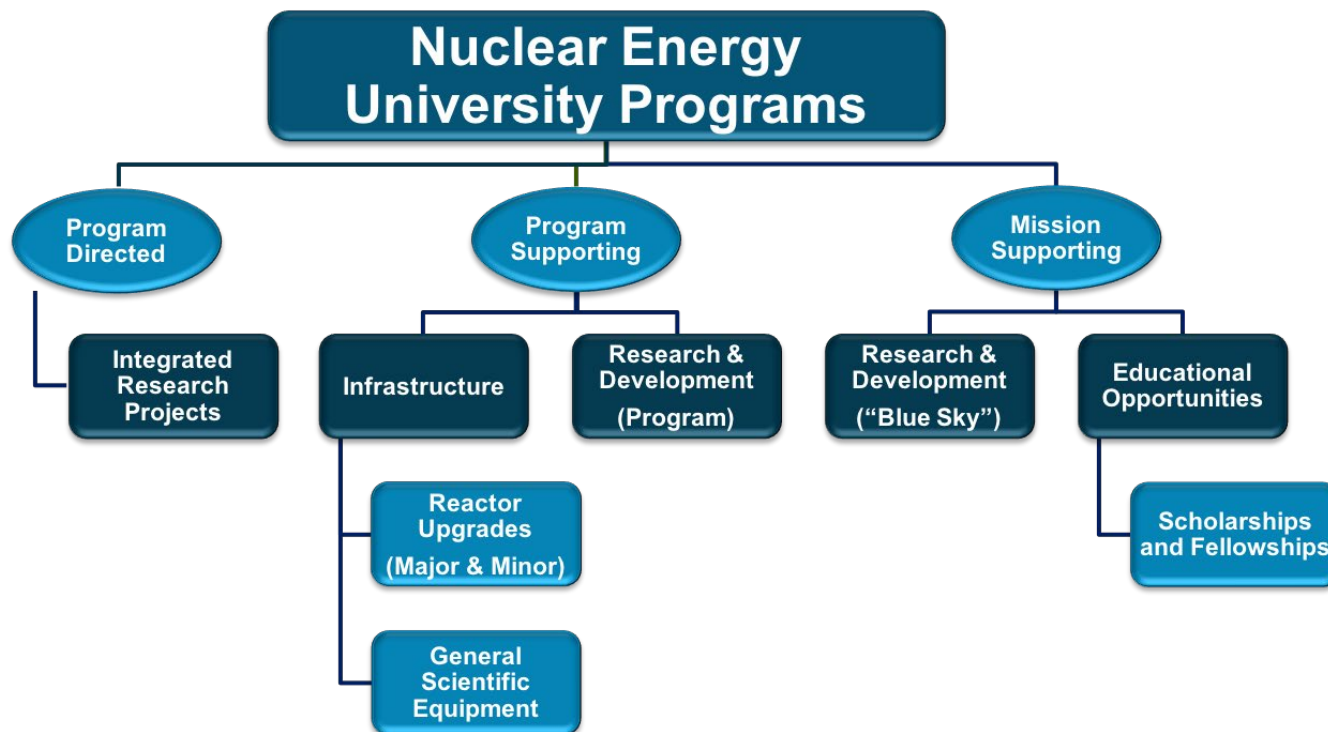 Nuclear Energy
University Programs
Program
Directed
Program
Supporting
Mission
Supporting
Integrated
Research
Projects
Infrastructure
Research &
Development
(Program)
Research &
Development
(“Blue Sky”)
Educational
Opportunities
Reactor
Upgrades
(Major & Minor)
Scholarships
and Fellowships
General
Scientific
Equipment